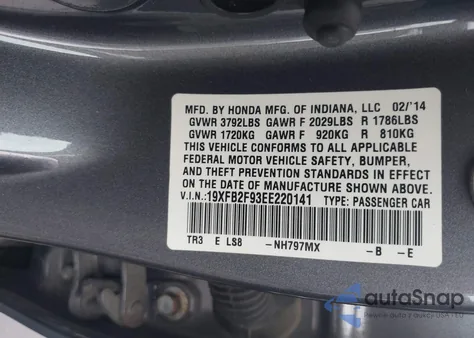 MFD. BY HONDA MFG. OF INDIANA, LLC 02/'14
GVWR 3792LBS GAWR F 2029LBS R 1786LBS
GVWR 1720KG GAWR F 920KG R 810KG
THIS VEHICLE CONFORMS TO ALL APPLICABLE
FEDERAL MOTOR VEHICLE SAFETY, BUMPER,
AND THEFT PREVENTION STANDARDS IN EFFECT
ON THE DATE OF MANUFACTURE SHOWN ABOVE.
V.I.N.: 19XFB2F93EE220141 TYPE: PASSENGER CAR
TR3 E LS8 -NH797MX -B -E
autoSnap